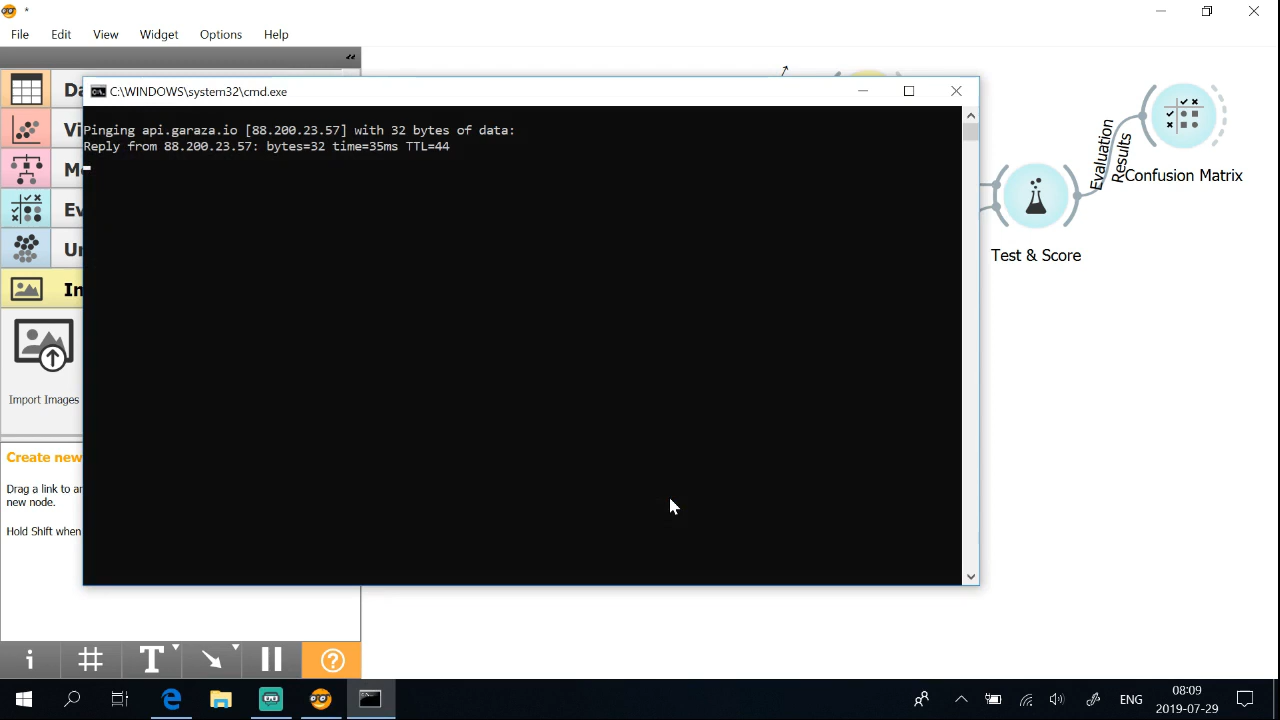 *
File Edit View Widget Options Help
C:\WINDOWS\system32\cmd.exe
Pinging api.garaza.io [88.200.23.57] with 32 bytes of data:
Reply from 88.200.23.57: bytes=32 time=35ms TTL=44
Evaluation
Results
Confusion Matrix
Test & Score
Import Images
Create new
Drag a link to
new node.
Hold Shift when
i T ?
ENG
08:09
2019-07-29